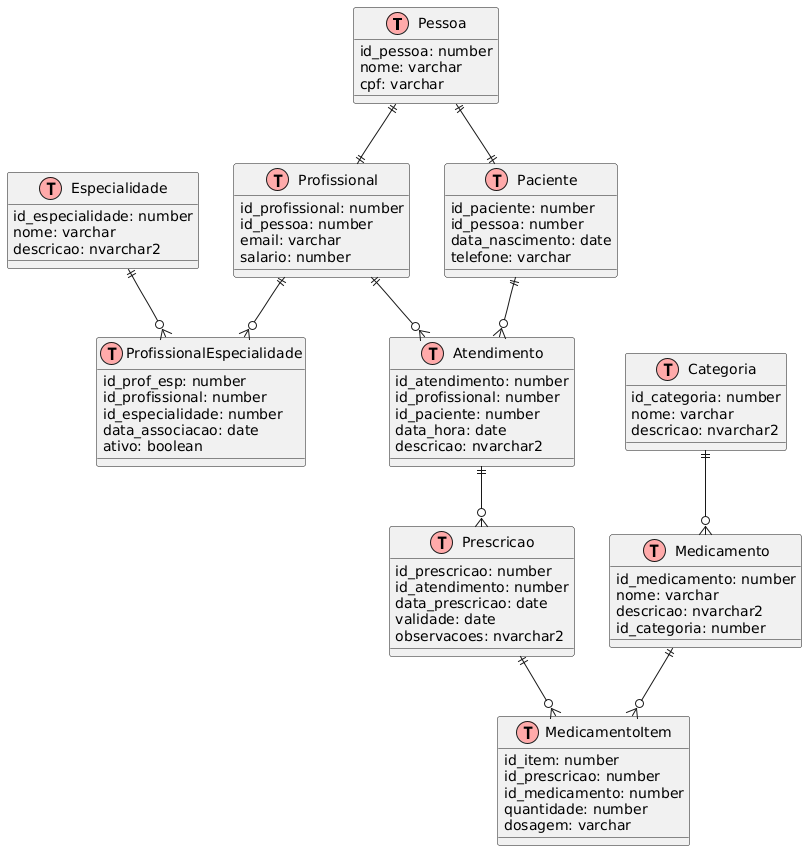 T Pessoa
id_pessoa: number
nome: varchar
cpf: varchar
T Especialidade
id_especialidade: number
nome: varchar
descricao: nvarchar2
T Profissional
id_profissional: number
id_pessoa: number
email: varchar
salario: number
T Paciente
id_paciente: number
id_pessoa: number
data_nascimento: date
telefone: varchar
T ProfissionalEspecialidade
id_prof_esp: number
id_profissional: number
id_especialidade: number
data_associacao: date
ativo: boolean
T Atendimento
id_atendimento: number
id_profissional: number
id_paciente: number
data_hora: date
descricao: nvarchar2
T Categoria
id_categoria: number
nome: varchar
descricao: nvarchar2
T Prescricao
id_prescricao: number
id_atendimento: number
data_prescricao: date
validade: date
observacoes: nvarchar2
T Medicamento
id_medicamento: number
nome: varchar
descricao: nvarchar2
id_categoria: number
T MedicamentoItem
id_item: number
id_prescricao: number
id_medicamento: number
quantidade: number
dosagem: varchar